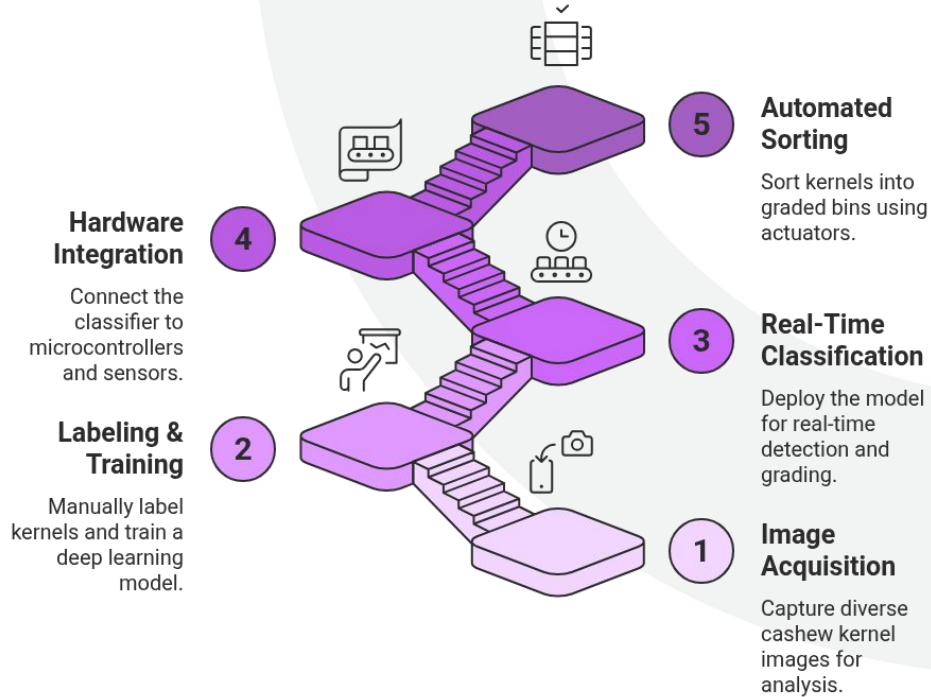 5
Automated
Sorting
Sort kernels into
graded bins using
actuators.
Hardware
Integration
4
Connect the
classifier to
microcontrollers
and sensors.
3
Real-Time
Classification
Deploy the model
for real-time
detection and
grading.
Labeling &
Training
2
Manually label
kernels and train a
deep learning
model.
1
Image
Acquisition
Capture diverse
cashew kernel
images for
analysis.